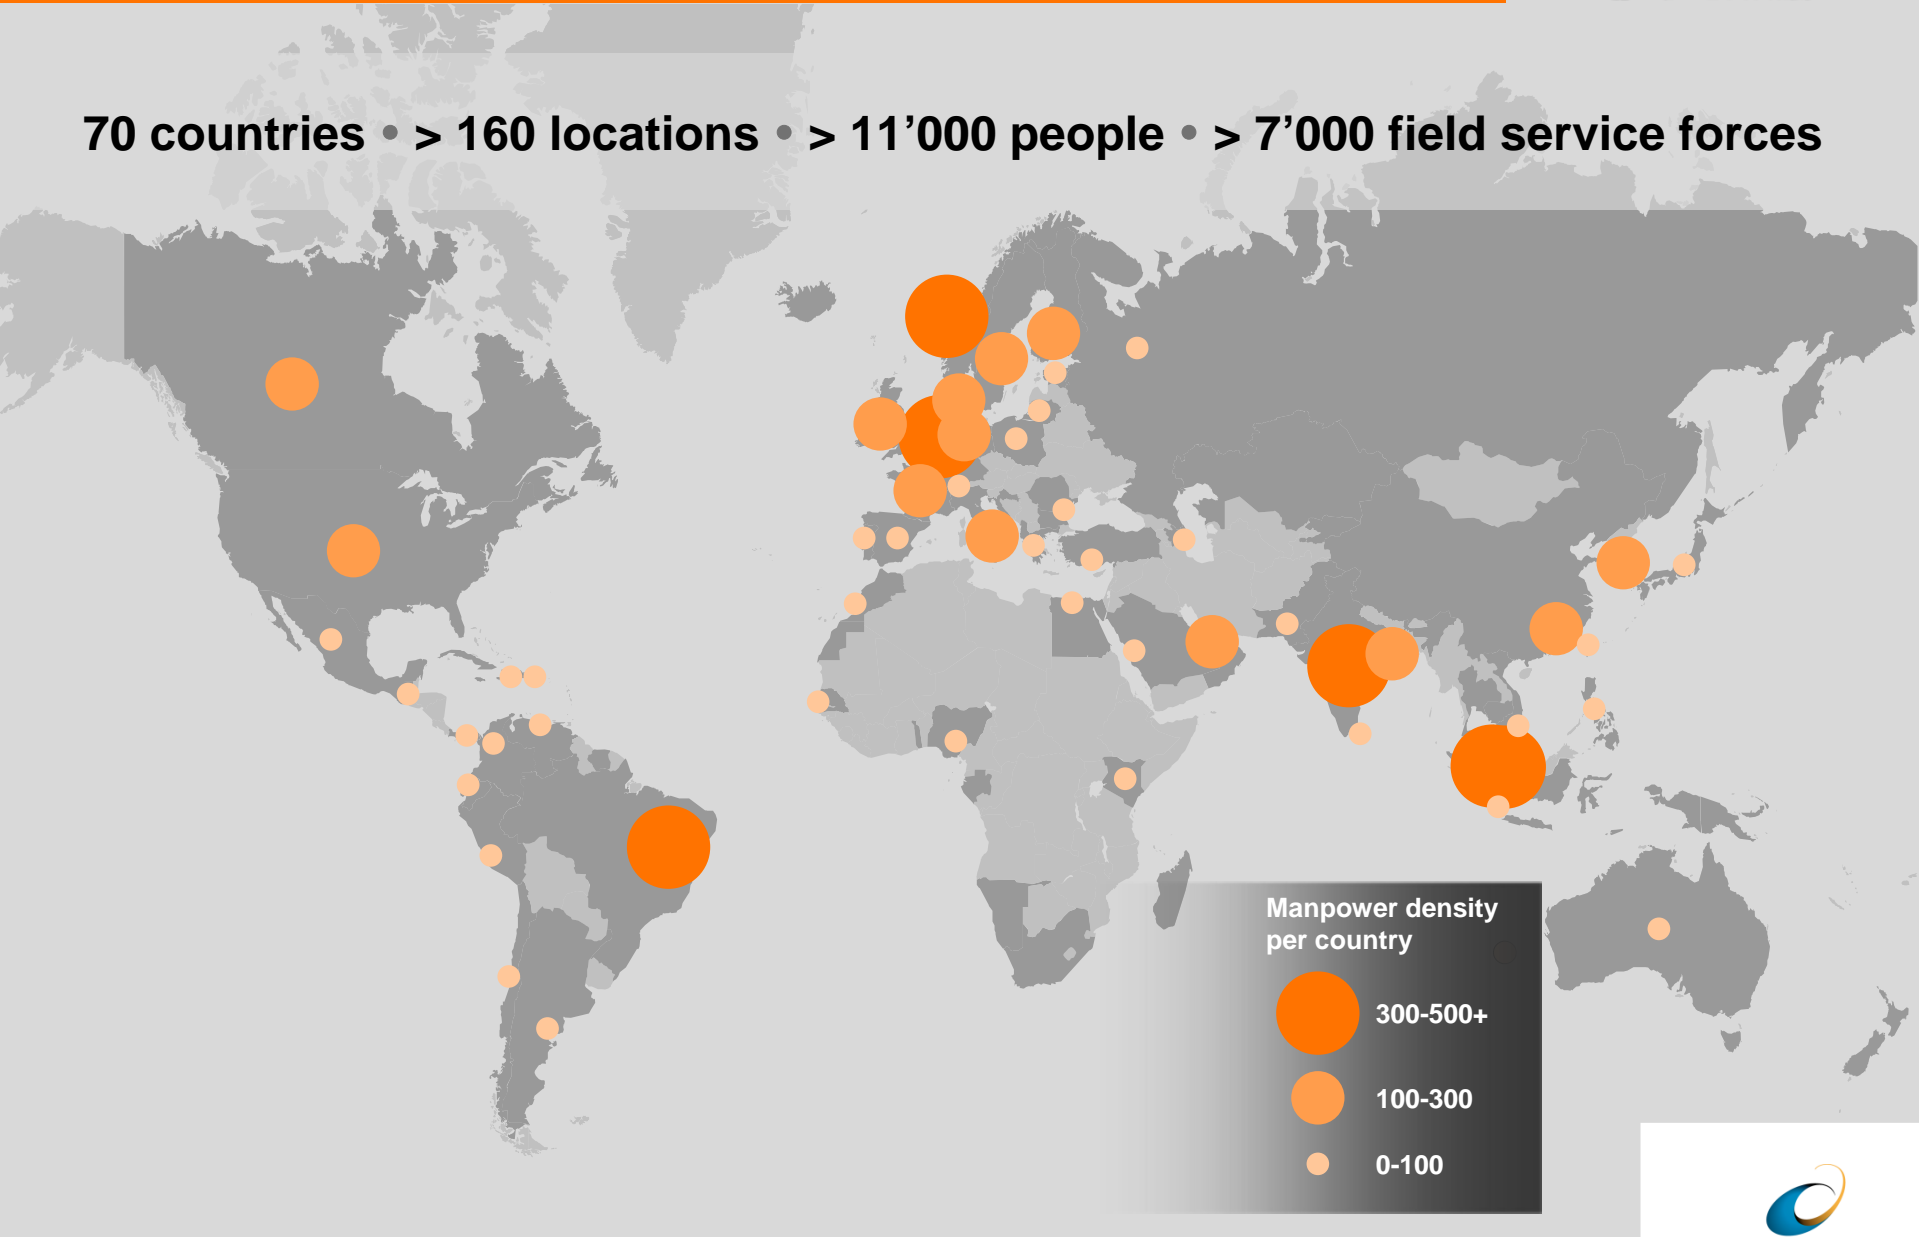 70 countries • > 160 locations • > 11’000 people • > 7’000 field service forces
Manpower density
per country
300-500+
100-300
0-100